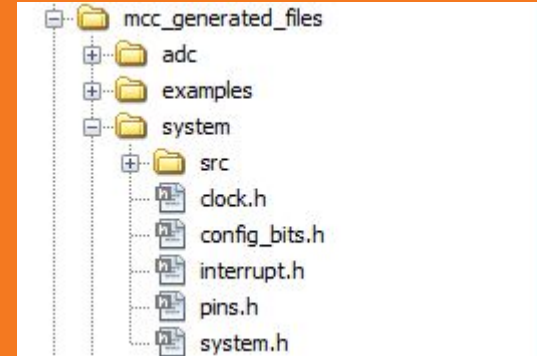 mcc_generated_files
adc
examples
system
src
clock.h
config_bits.h
interrupt.h
pins.h
system.h